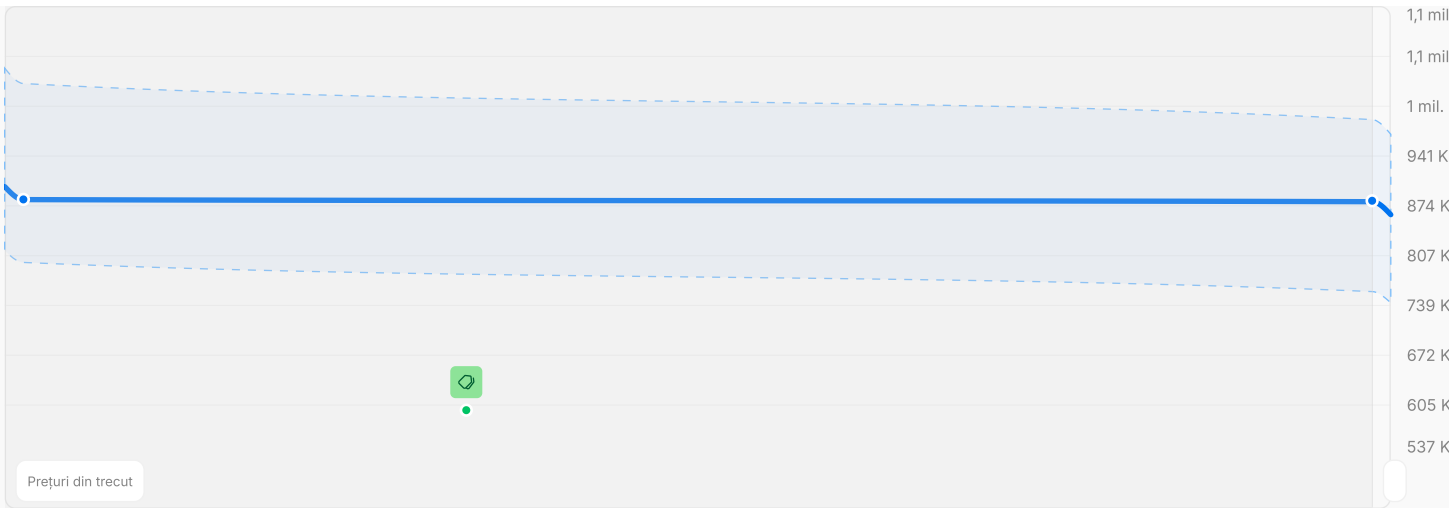 1,1 mil
1,1 mil
1 mil.
941 K
874 K
807 K
739 K
672 K
605 K
537 K
Prețuri din trecut